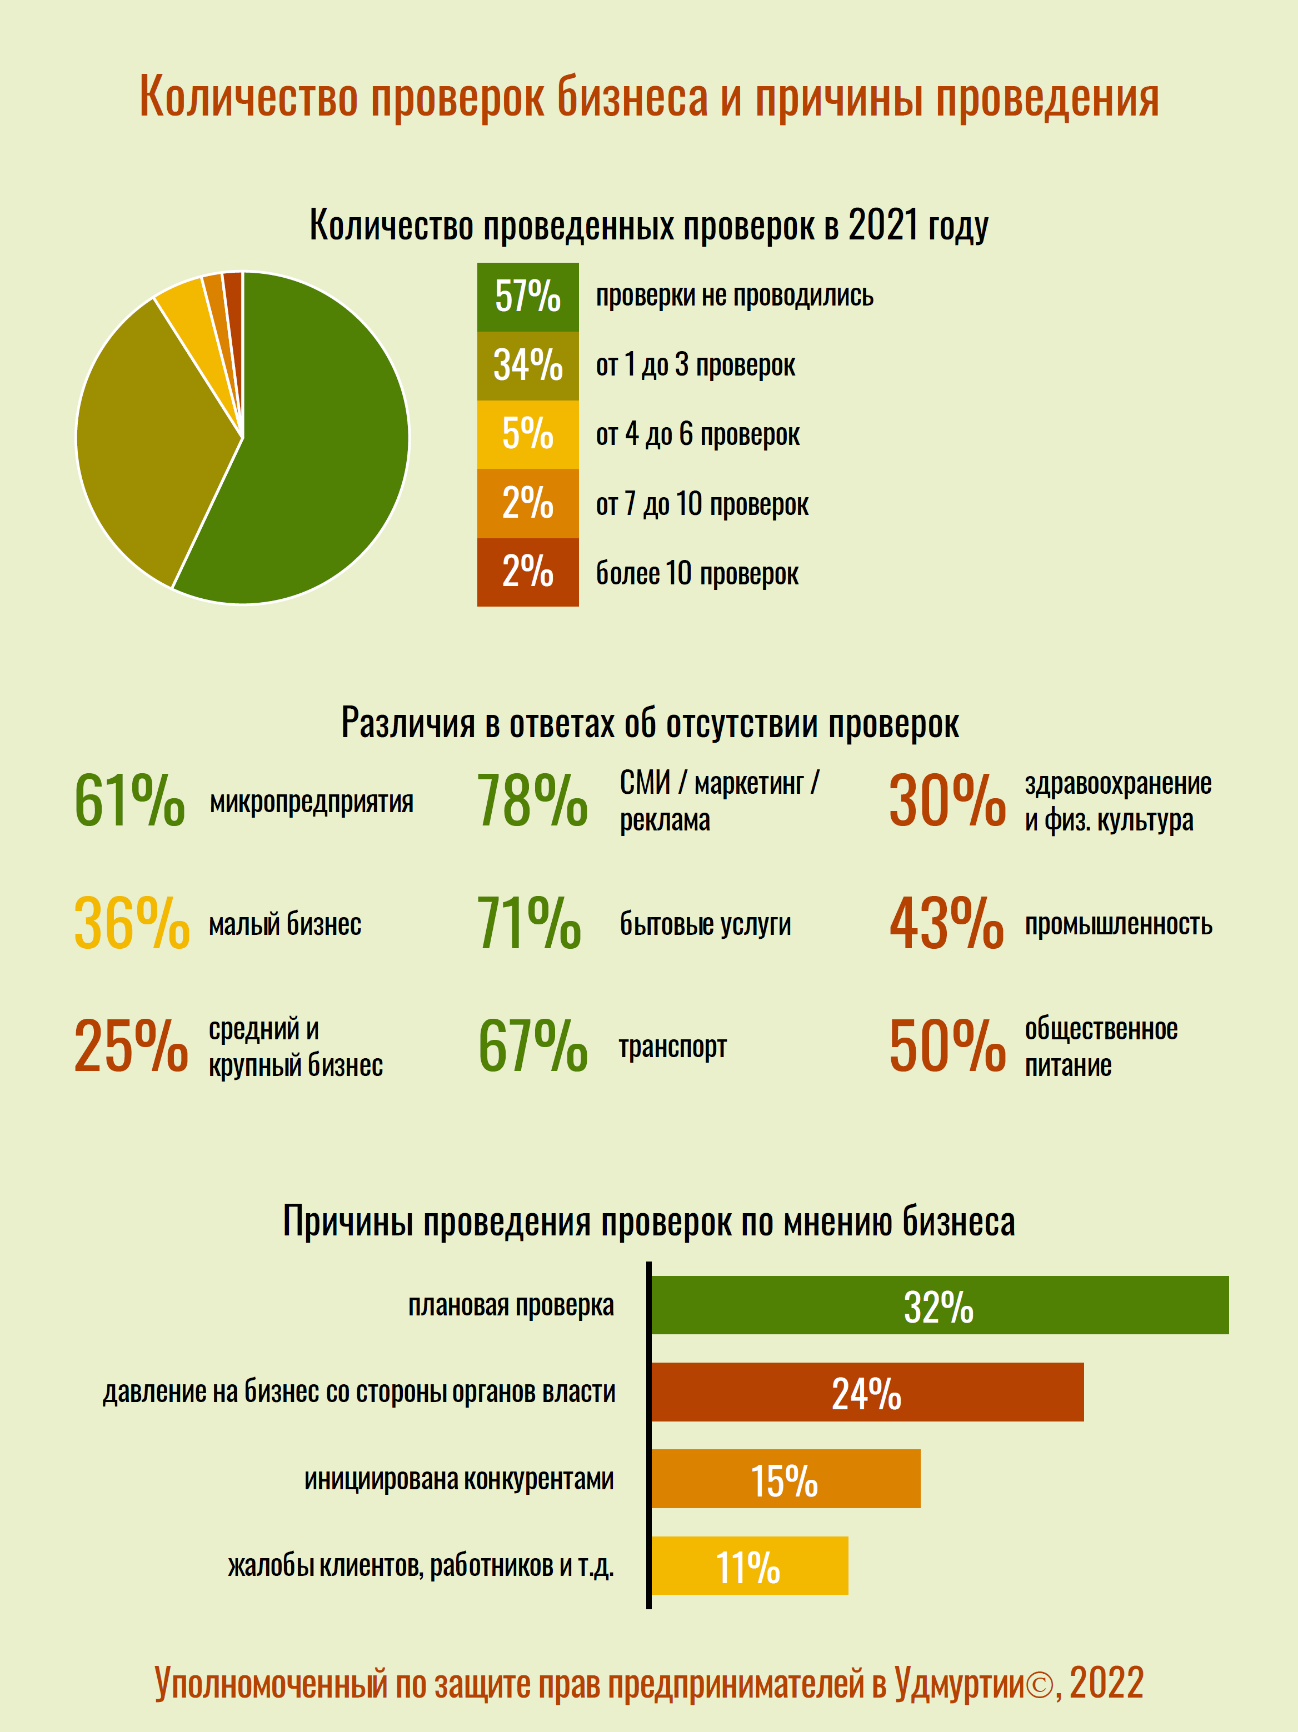 Количество проверок бизнеса и причины проведения
Количество проведенных проверок в 2021 году
57% проверки не проводились
34% от 1 до 3 проверок
5% от 4 до 6 проверок
2% от 7 до 10 проверок
2% более 10 проверок
Различия в ответах об отсутствии проверок
61% микропредприятия
36% малый бизнес
25% средний и
крупный бизнес
78% СМИ / маркетинг /
реклама
71% бытовые услуги
67% транспорт
30% здравоохранение
и физ. культура
43% промышленность
50% общественное
питание
Причины проведения проверок по мнению бизнеса
плановая проверка 32%
давление на бизнес со стороны органов власти 24%
инициирована конкурентами 15%
жалобы клиентов, работников и т.д. 11%
Уполномоченный по защите прав предпринимателей в Удмуртии©, 2022